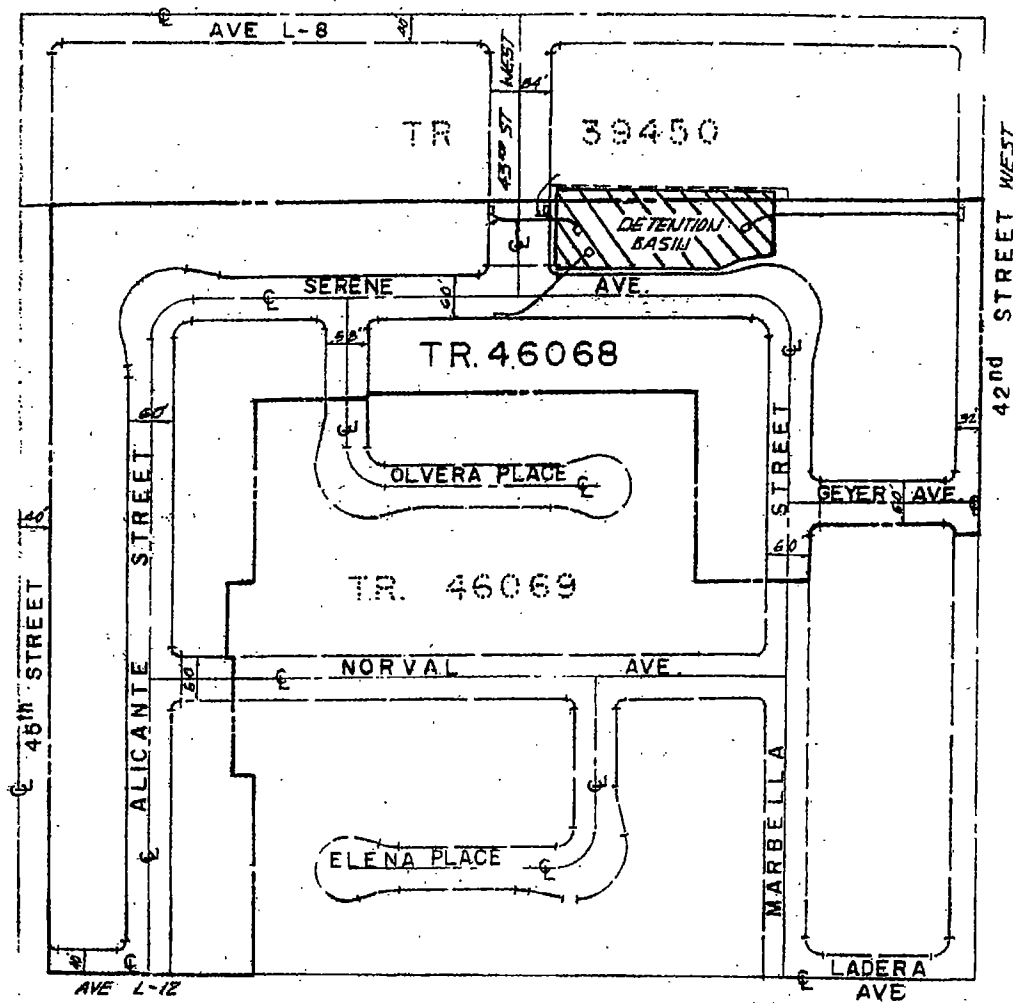 AVE L-8
40'
43RD ST WEST
84'
TR 39450
42nd STREET WEST
DETENTION
BASIN
SERENE AVE.
60'
58'
TR. 46068
60'
32'
OLVERA PLACE
GEYER AVE.
60'
STREET
60'
40'
STREET
T.R. 46069
45th STREET
NORVAL AVE.
60'
ALICANTE
MARBELLA
ELENA PLACE
40'
AVE L-12
LADERA
AVE